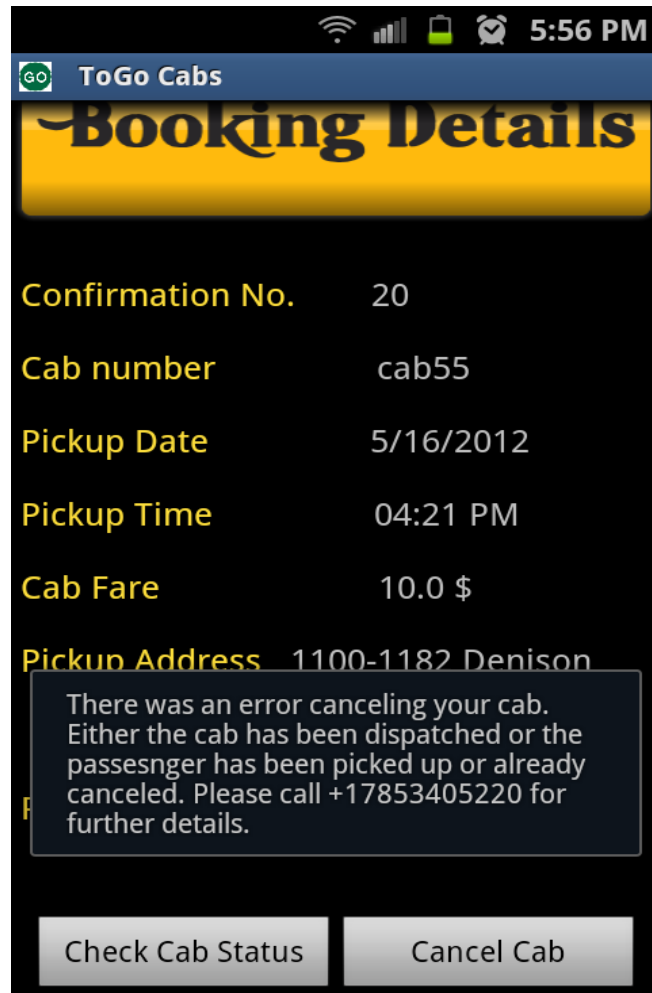 5:56 PM
GO ToGo Cabs
Booking Details
Confirmation No. 20
Cab number cab55
Pickup Date 5/16/2012
Pickup Time 04:21 PM
Cab Fare 10.0 $
Pickup Address 1100-1182 Denison
There was an error canceling your cab.
Either the cab has been dispatched or the
passesnger has been picked up or already
canceled. Please call +17853405220 for
further details.
Check Cab Status Cancel Cab